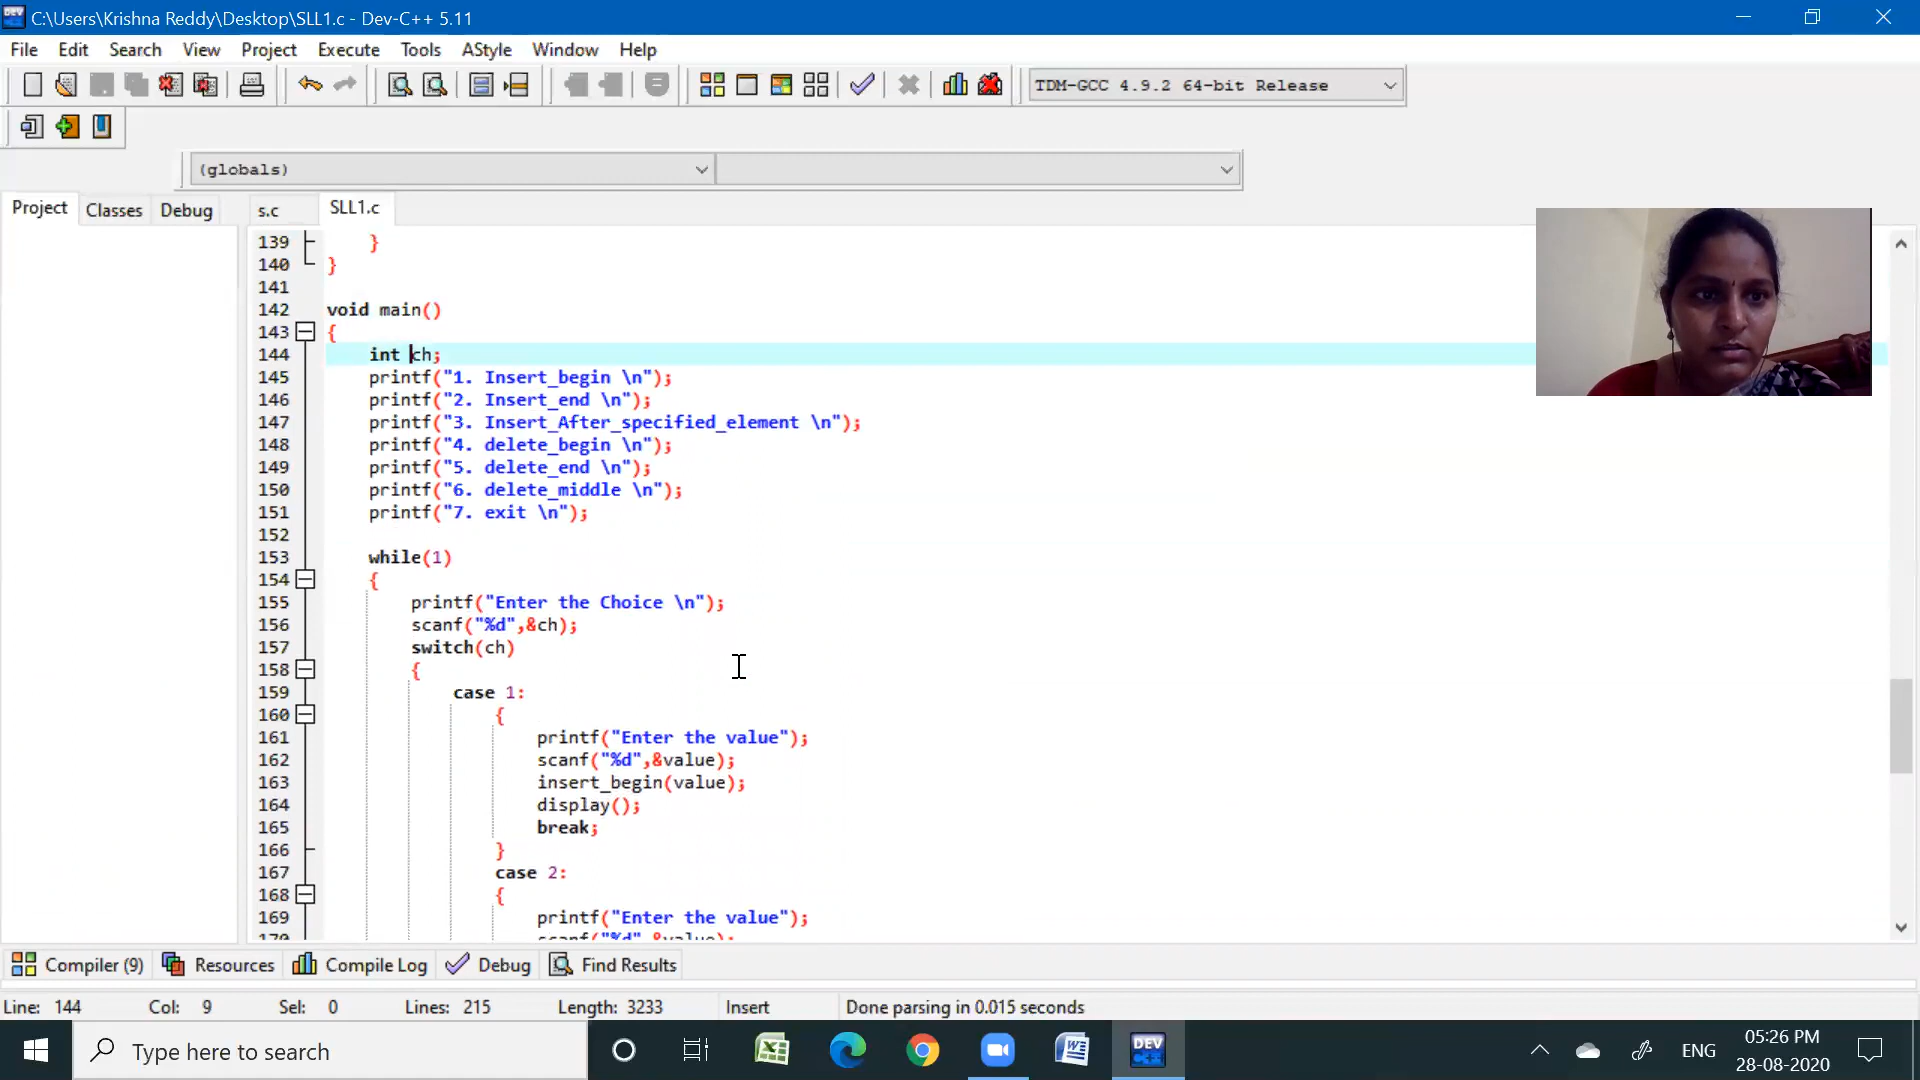 C:\Users\Krishna Reddy\Desktop\SLL1.c - Dev-C++ 5.11
File Edit Search View Project Execute Tools AStyle Window Help
TDM-GCC 4.9.2 64-bit Release
(globals)
Project Classes Debug s.c SLL1.c
139 }
140 }
141
142 void main()
143 {
144 int ch;
145 printf("1. Insert_begin \n");
146 printf("2. Insert_end \n");
147 printf("3. Insert_After_specified_element \n");
148 printf("4. delete_begin \n");
149 printf("5. delete_end \n");
150 printf("6. delete_middle \n");
151 printf("7. exit \n");
152
153 while(1)
154 {
155 printf("Enter the Choice \n");
156 scanf("%d",&ch);
157 switch(ch)
158 {
159 case 1:
160 {
161 printf("Enter the value");
162 scanf("%d",&value);
163 insert_begin(value);
164 display();
165 break;
166 }
167 case 2:
168 {
169 printf("Enter the value");
170 scanf("%d",&value);
Compiler (9) Resources Compile Log Debug Find Results
Line: 144 Col: 9 Sel: 0 Lines: 215 Length: 3233 Insert Done parsing in 0.015 seconds
Type here to search
DEV C++
ENG
05:26 PM
28-08-2020